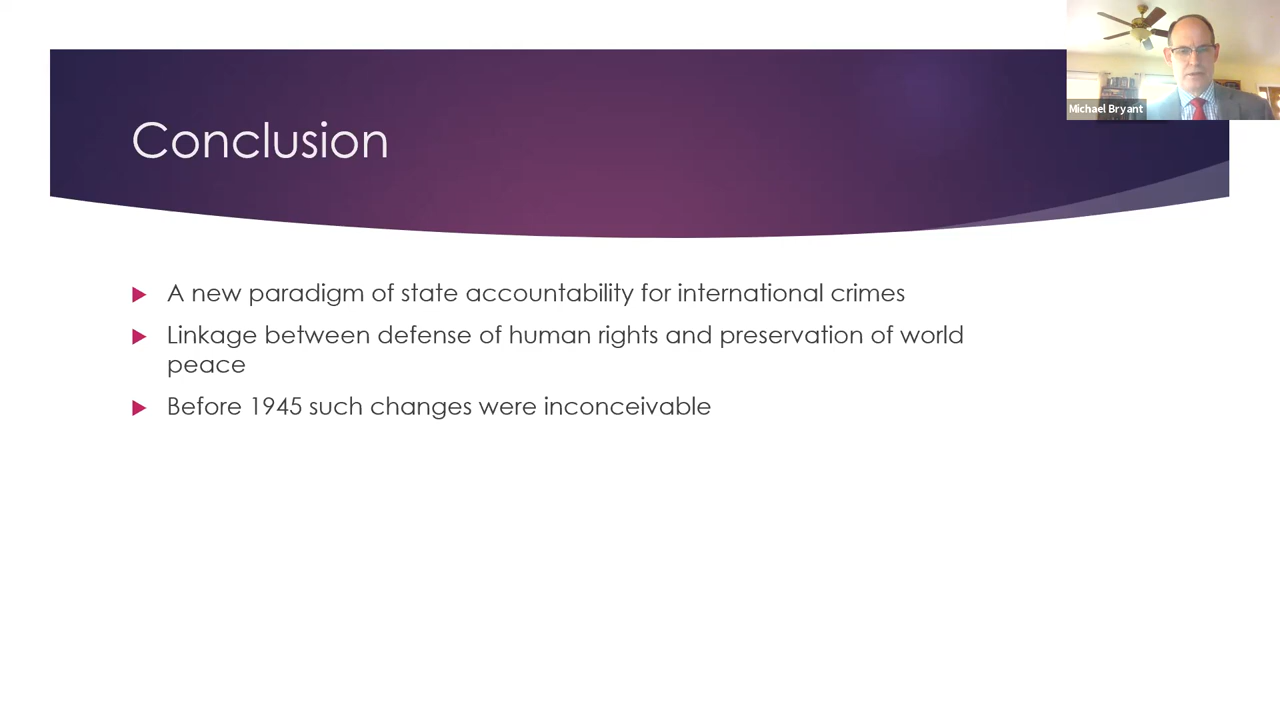 Michael Bryant
Conclusion
A new paradigm of state accountability for international crimes
Linkage between defense of human rights and preservation of world
peace
Before 1945 such changes were inconceivable